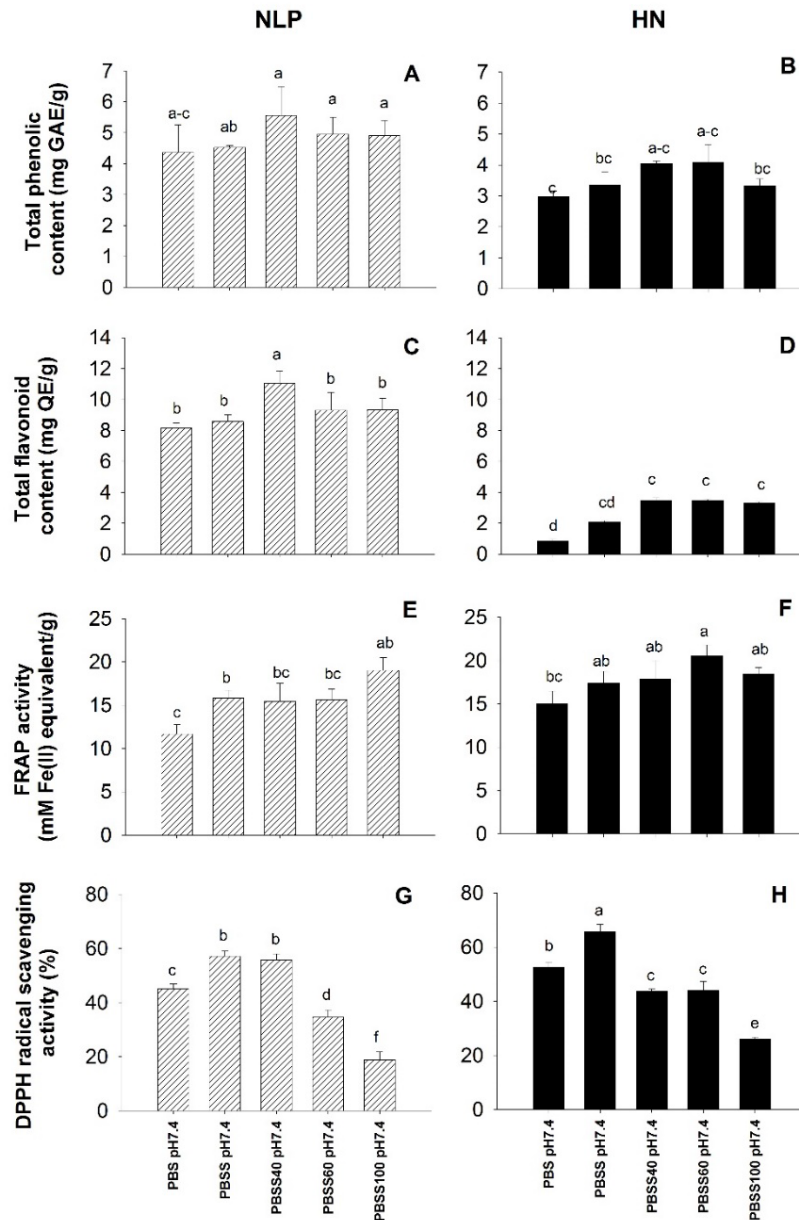 NLP
HN
Total phenolic
content (mg GAE/g)
7
6
5
4
3
2
1
0
A
a-c
ab
a
a
a
7
6
5
4
3
2
1
0
B
c
bc
a-c
a-c
bc
Total flavonoid
content (mg QE/g)
14
12
10
8
6
4
2
0
C
b
b
a
b
b
14
12
10
8
6
4
2
0
D
d
cd
c
c
c
FRAP activity
(mM Fe(II) equivalent/g)
25
20
15
10
5
0
E
c
b
bc
bc
ab
25
20
15
10
5
0
F
bc
ab
ab
a
ab
DPPH radical scavenging
activity (%)
80
60
40
20
0
G
c
b
b
d
f
80
60
40
20
0
H
b
a
c
c
e
PBS pH7.4
PBSS pH7.4
PBSS40 pH7.4
PBSS60 pH7.4
PBSS100 pH7.4
PBS pH7.4
PBSS pH7.4
PBSS40 pH7.4
PBSS60 pH7.4
PBSS100 pH7.4